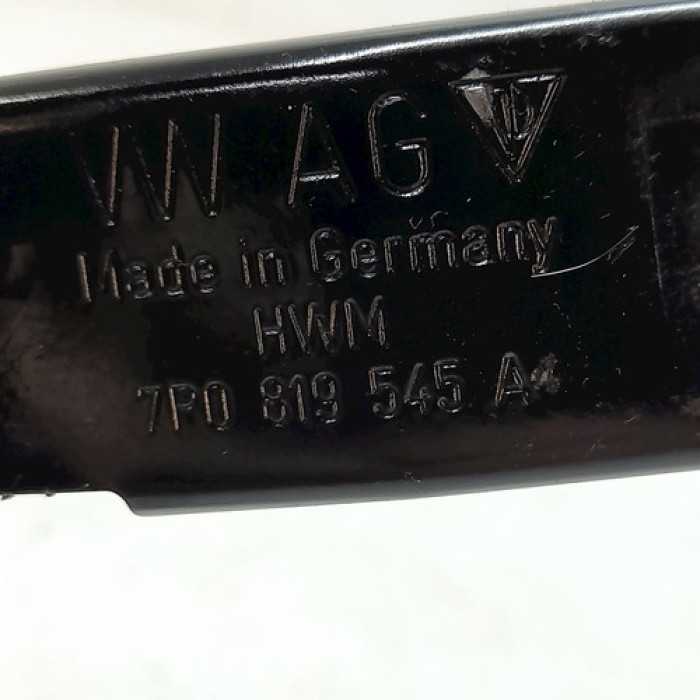 VW AG
Made in Germany
HWM
7P0 819 545 A